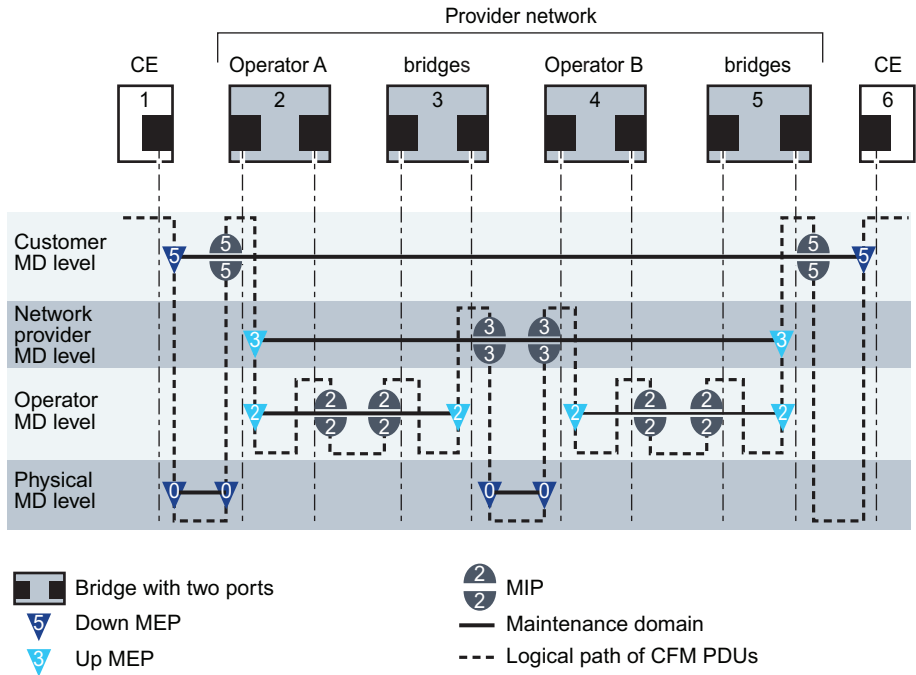 Provider network
CE Operator A bridges Operator B bridges CE
1 2 3 4 5 6
Customer
MD level
5 5 5 5 5 5
Network
provider
MD level
3 3 3 3 3 3
Operator
MD level
2 2 2 2 2 2 2 2 2 2 2 2
Physical
MD level
0 0 0 0
Bridge with two ports
5 Down MEP
3 Up MEP
2 2 MIP
Maintenance domain
Logical path of CFM PDUs